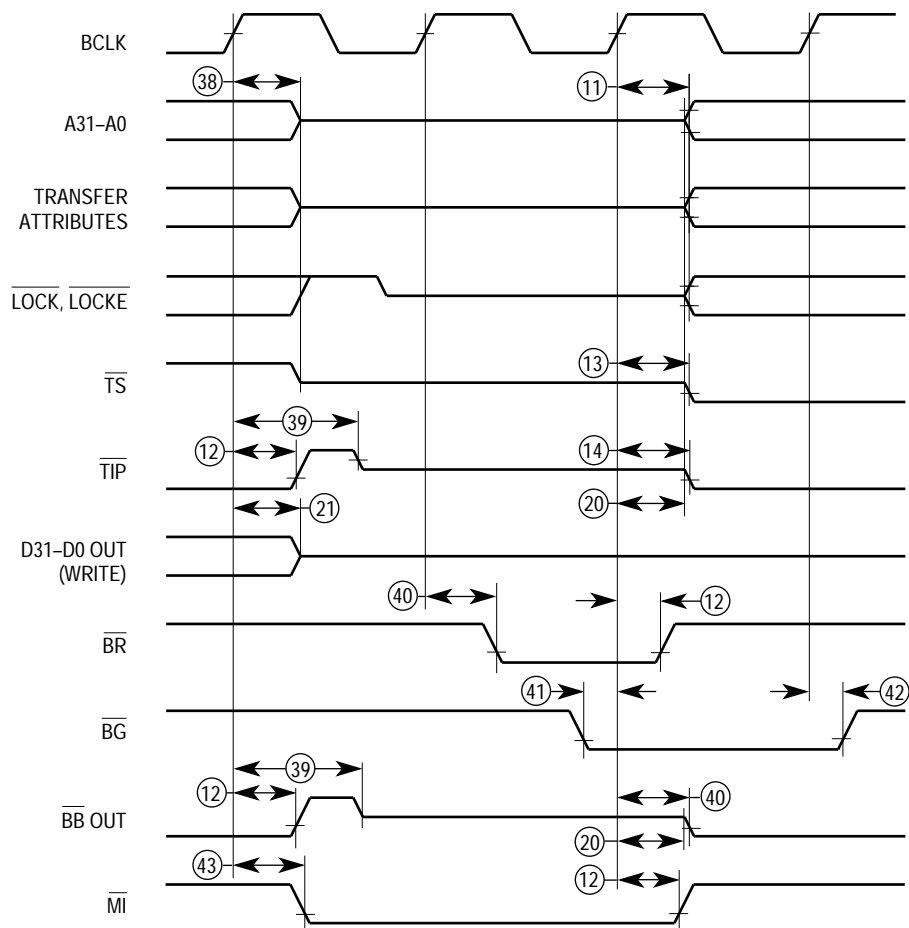 BCLK
38
11
A31–A0
TRANSFER
ATTRIBUTES
LOCK, LOCKE
13
TS
39
12
14
TIP
21
20
D31–D0 OUT
(WRITE)
40
12
BR
41
42
BG
39
12
40
BB OUT
20
43
12
MI